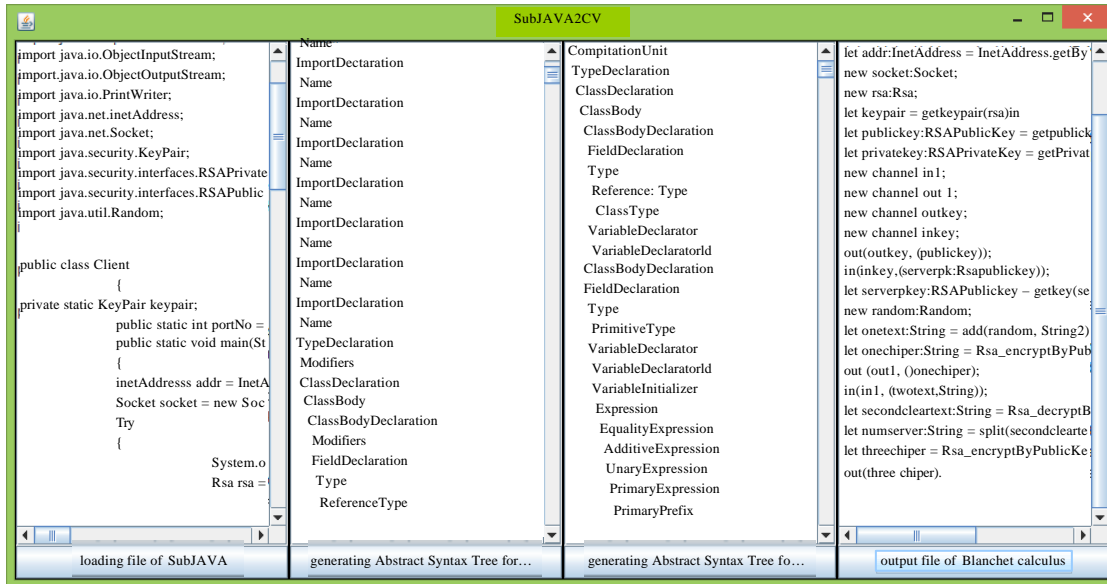 SubJAVA2CV
import java.io.ObjectInputStream;
import.java.io.ObjectOutputStream;
import java.io.PrintWriter;
import java.net.inetAddress;
import java.net.Socket;
import java.security.KeyPair;
import java.security.interfaces.RSAPrivate
import java.security.interfaces.RSAPublic
import java.util.Random;
public class Client
{
private static KeyPair keypair;
public static int portNo =
public static void main(St
{
inetAddresss addr = InetA
Socket socket = new Soc
Try
{
System.o
Rsa rsa =
loading file of SubJAVA
Name
ImportDectaration
Name
ImportDectaration
Name
ImportDeclaration
Name
ImportDeclaration
Name
ImportDeclaration
Name
ImportDeclaration
Name
ImportDeclaration
Name
TypeDeclaration
Modifiers
ClassDeclaration
ClassBody
ClassBodyDeclaration
Modifiers
FieldDeclaration
Type
ReferenceType
generating Abstract Syntax Tree for…
CompitationUnit
TypeDeclaration
ClassDeclaration
ClassBody
ClassBodyDeclaration
FieldDeclaration
Type
Reference: Type
ClassType
VariableDeclarator
VariableDeclaratorld
ClassBodyDeclaration
FieldDeclaration
Type
PrimitiveType
VariableDeclarator
VariableDeclaratorld
VariableInitializer
Expression
EqualityExpression
AdditiveExpression
UnaryExpression
PrimaryExpression
PrimaryPrefix
generating Abstract Syntax Tree fo…
let addr:InetAddress = InetAddress.getBy
new socket:Socket;
new rsa:Rsa;
let keypair = getkeypair(rsa)in
let publickey:RSAPublicKey = getpublick
let privatekey:RSAPrivateKey = getPrivat
new channel in1;
new channel out 1;
new channel outkey;
new channel inkey;
out(outkey, (publickey));
in(inkey,(serverpk:Rsapublickey));
let serverpkey:RSAPublickey – getkey(se
new random:Random;
let onetext:String = add(random, String2)
let onechiper:String = Rsa_encryptByPub
out (out1, ()onechiper);
in(in1, (twotext,String));
let secondcleartext:String = Rsa_decryptB
let numserver:String = split(secondclearte
let threechiper = Rsa_encryptByPublicKe
out(three chiper).
output file of Blanchet calculus